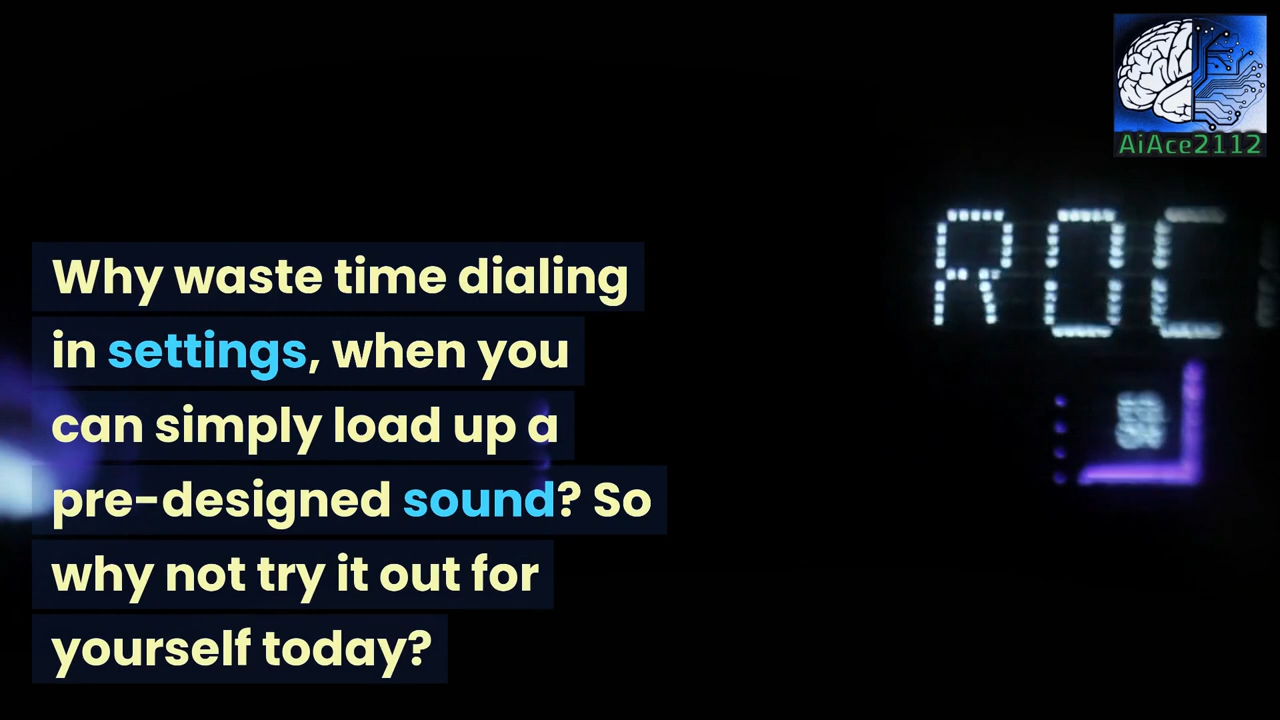 AiAce2112
ROC
Why waste time dialing
in settings, when you
can simply load up a
pre-designed sound? So
why not try it out for
yourself today?